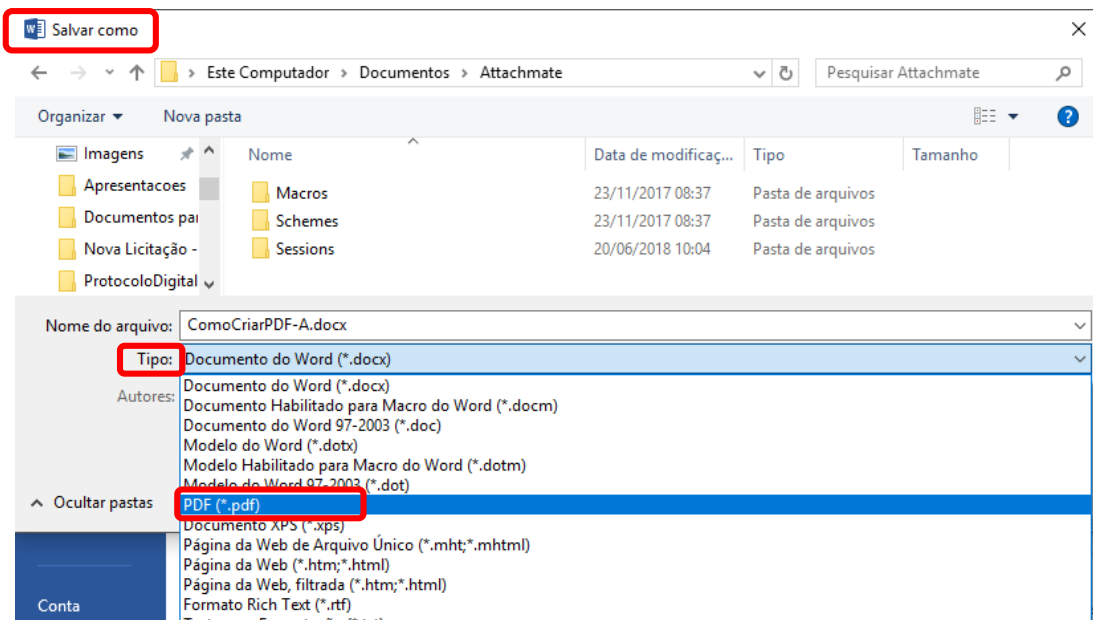 Salvar como
Este Computador > Documentos > Attachmate
Pesquisar Attachmate
Organizar
Nova pasta
Nome
Data de modificaç...
Tipo
Tamanho
Imagens
Apresentacoes
Documentos par
Nova Licitação -
ProtocoloDigital
Macros 23/11/2017 08:37 Pasta de arquivos
Schemes 23/11/2017 08:37 Pasta de arquivos
Sessions 20/06/2018 10:04 Pasta de arquivos
Nome do arquivo: ComoCriarPDF-A.docx
Tipo: Documento do Word (*.docx)
Autores:
Documento do Word (*.docx)
Documento Habilitado para Macro do Word (*.docm)
Documento do Word 97-2003 (*.doc)
Modelo do Word (*.dotx)
Modelo Habilitado para Macro do Word (*.dotm)
Modelo do Word 97-2003 (*.dot)
PDF (*.pdf)
Documento XPS (*.xps)
Página da Web de Arquivo Único (*.mht;*.mhtml)
Página da Web (*.htm;*.html)
Página da Web, filtrada (*.htm;*.html)
Formato Rich Text (*.rtf)
Ocultar pastas
Conta